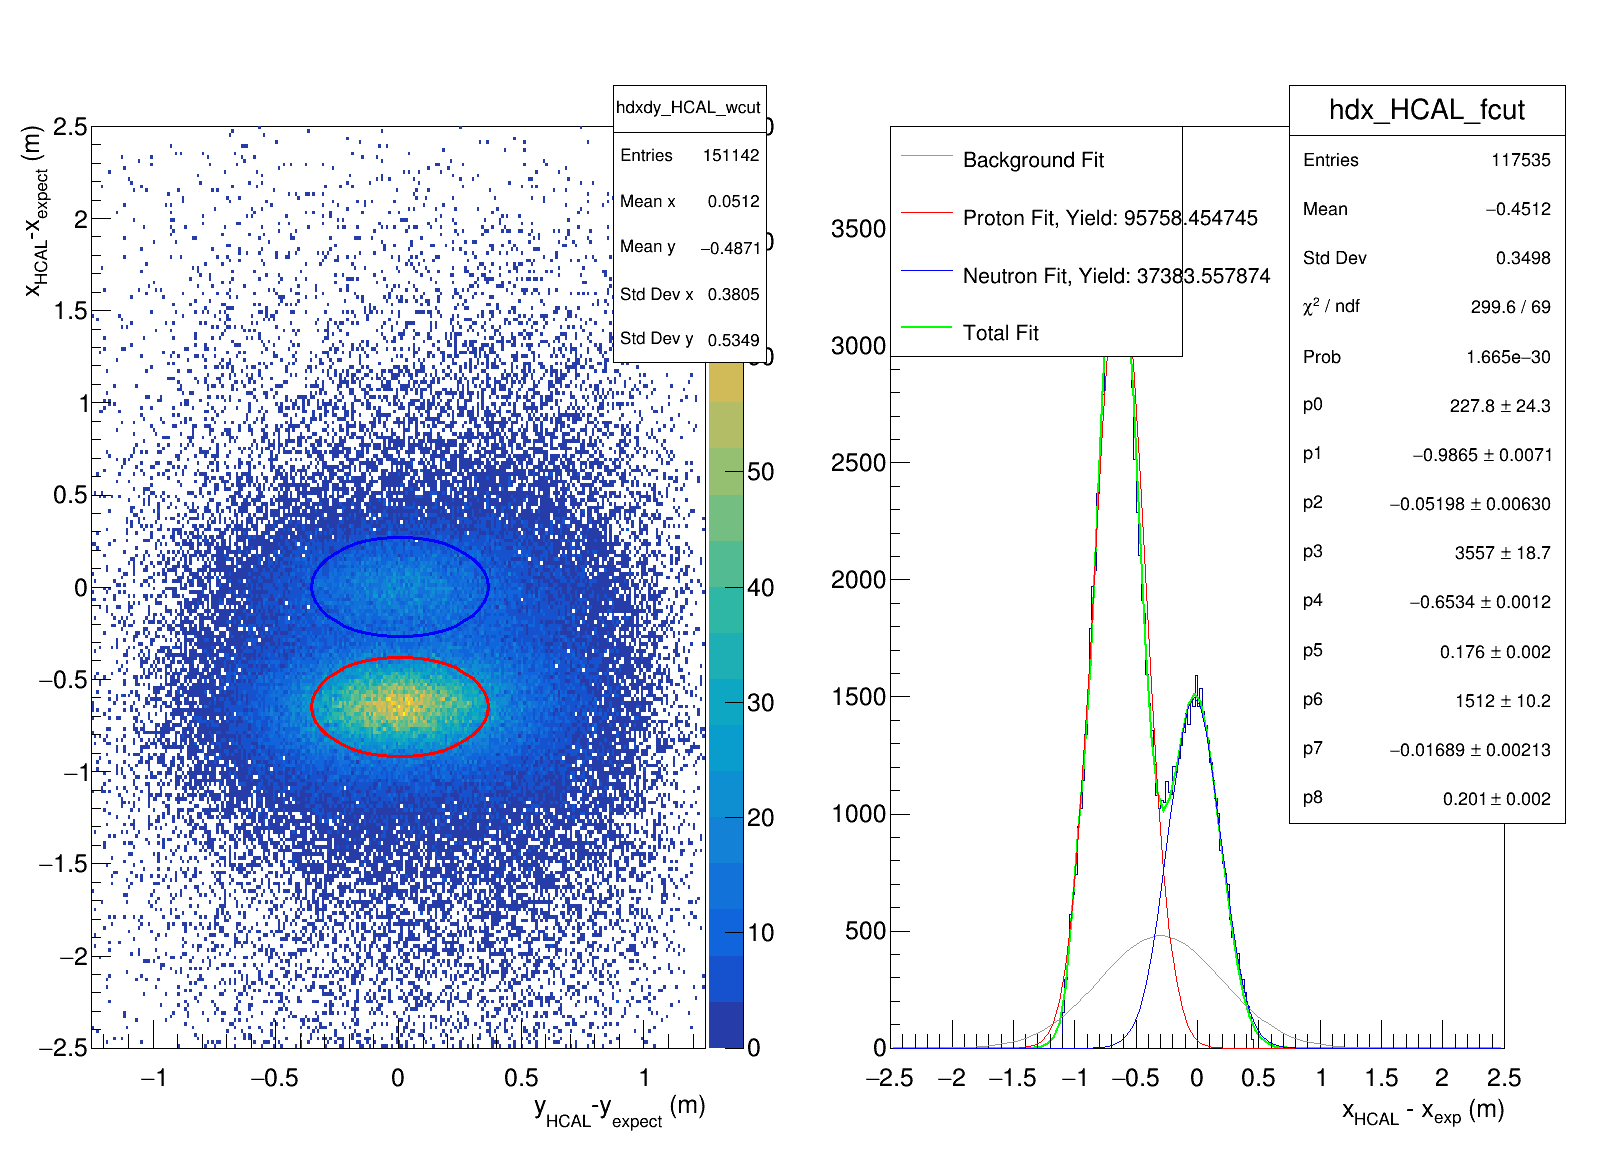 hdxdy_HCAL_wcut
Entries 151142
Mean x 0.0512
Mean y −0.4871
Std Dev x 0.3805
Std Dev y 0.5349
x_HCAL-x_expect (m)
2.5
2
1.5
1
0.5
0
−0.5
−1
−1.5
−2
−2.5
−1 −0.5 0 0.5 1
y_HCAL-y_expect (m)
50
40
30
20
10
0
hdx_HCAL_fcut
Entries 117535
Mean −0.4512
Std Dev 0.3498
χ² / ndf 299.6 / 69
Prob 1.665e−30
p0 227.8 ± 24.3
p1 −0.9865 ± 0.0071
p2 −0.05198 ± 0.00630
p3 3557 ± 18.7
p4 −0.6534 ± 0.0012
p5 0.176 ± 0.002
p6 1512 ± 10.2
p7 −0.01689 ± 0.00213
p8 0.201 ± 0.002
Background Fit
Proton Fit, Yield: 95758.454745
Neutron Fit, Yield: 37383.557874
Total Fit
3500
3000
2500
2000
1500
1000
500
0
−2.5 −2 −1.5 −1 −0.5 0 0.5 1 1.5 2 2.5
x_HCAL - x_exp (m)